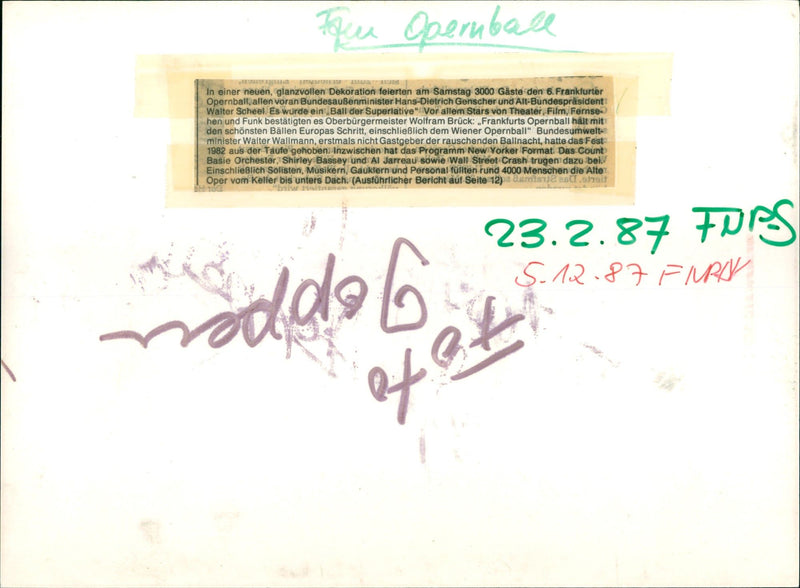 Ffm Opernball
In einer neuen, glanzvollen Dekoration feierten am Samstag 3000 Gäste den 6. Frankfurter
Opernball, allen voran Bundesaußenminister Hans-Dietrich Genscher und Alt-Bundespräsident
Walter Scheel. Es wurde ein „Ball der Superlative“. Vor allem Stars von Theater, Film, Fernse-
hen und Funk bestätigten es Oberbürgermeister Wolfram Brück: „Frankfurts Opernball hält mit
den schönsten Bällen Europas Schritt, einschließlich dem Wiener Opernball“ Bundesumwelt-
minister Walter Wallmann, erstmals nicht Gastgeber der rauschenden Ballnacht, hatte das Fest
1982 aus der Taufe gehoben. Inzwischen hat das Programm New Yorker Format. Das Count
Basie Orchester, Shirley Bassey und Al Jarreau sowie Wall Street Crash trugen dazu bei.
Einschließlich Solisten, Musikern, Gauklern und Personal füllten rund 4000 Menschen die Alte
Oper vom Keller bis unters Dach. (Ausführlicher Bericht auf Seite 12)
23.2.87 FNP-S
5.12.87 FNP
Foto
Goppen